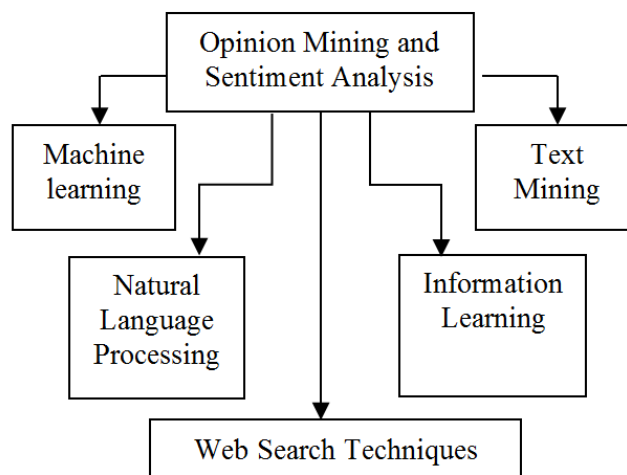 Opinion Mining and
Sentiment Analysis
Machine
learning
Text
Mining
Natural
Language
Processing
Information
Learning
Web Search Techniques